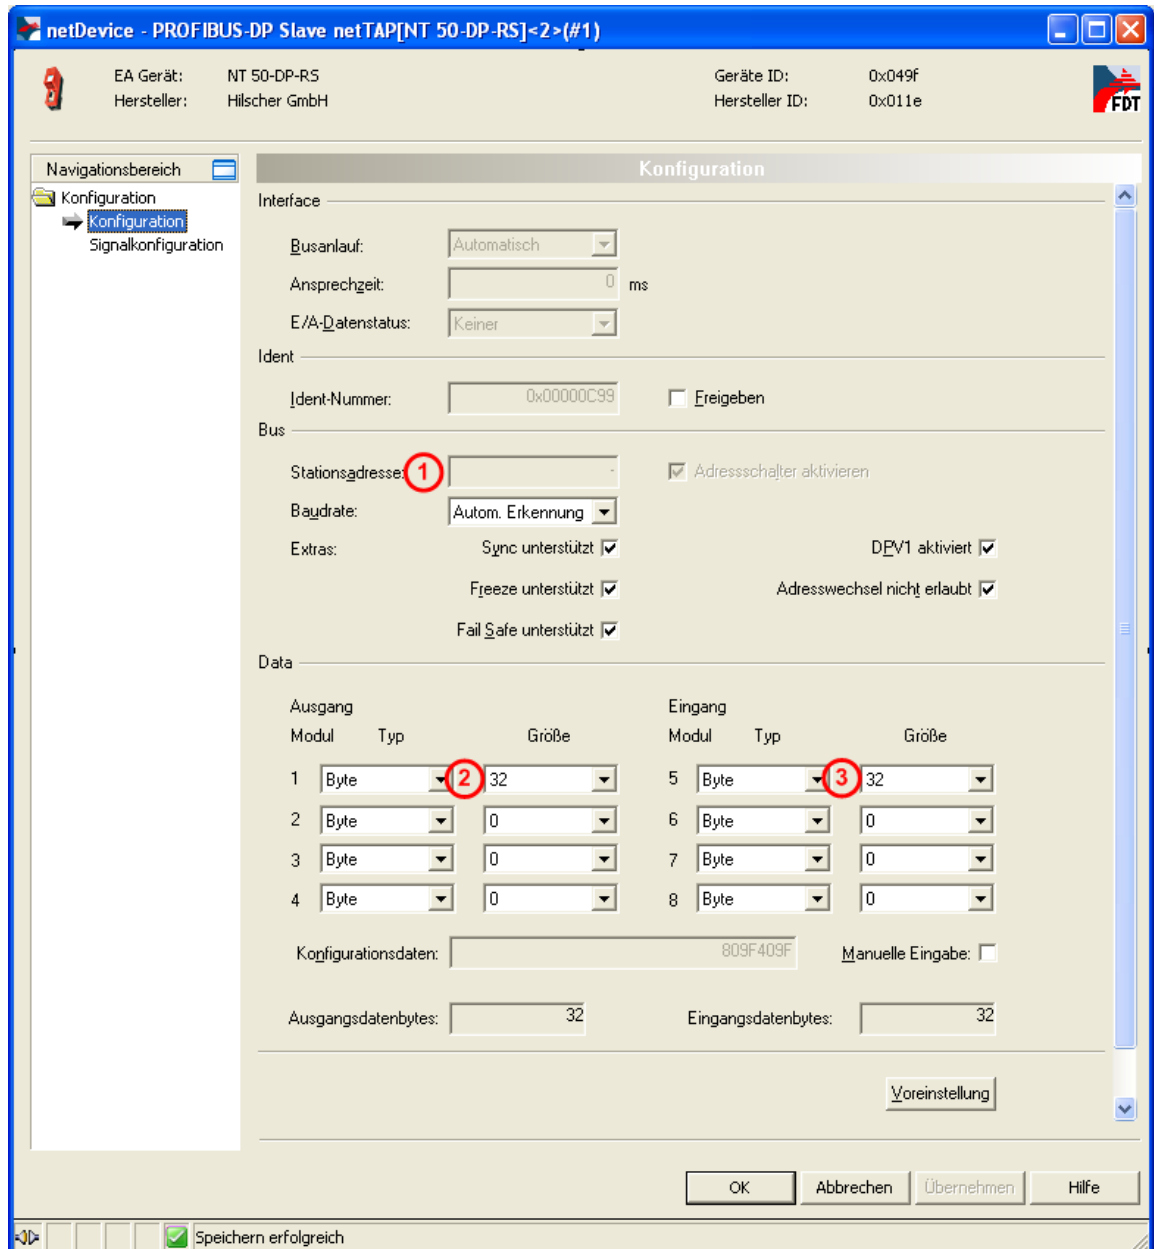 netDevice - PROFIBUS-DP Slave netTAP[NT 50-DP-RS]<2>(#1)
EA Gerät: NT 50-DP-RS Geräte ID: 0x049f
Hersteller: Hilscher GmbH Hersteller ID: 0x011e
FDT
Navigationsbereich
Konfiguration
Konfiguration
Signalkonfiguration
Konfiguration
Interface
Busanlauf: Automatisch
Ansprechzeit: 0 ms
E/A-Datenstatus: Keiner
Ident
Ident-Nummer: 0x00000C99 Freigeben
Bus
Stationsadresse: 1 - Adressschalter aktivieren
Baudrate: Autom. Erkennung
Extras: Sync unterstützt DPV1 aktiviert
Freeze unterstützt Adresswechsel nicht erlaubt
Fail Safe unterstützt
Data
Ausgang Eingang
Modul Typ Größe Modul Typ Größe
1 Byte 2 32 5 Byte 3 32
2 Byte 0 6 Byte 0
3 Byte 0 7 Byte 0
4 Byte 0 8 Byte 0
Konfigurationsdaten: 809F409F Manuelle Eingabe:
Ausgangsdatenbytes: 32 Eingangsdatenbytes: 32
Voreinstellung
OK Abbrechen Übernehmen Hilfe
Speichern erfolgreich